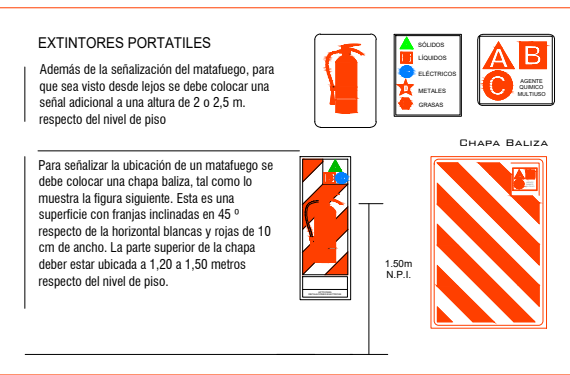 EXTINTORES PORTATILES
Además de la señalización del matafuego, para
que sea visto desde lejos se debe colocar una
señal adicional a una altura de 2 o 2,5 m.
respecto del nivel de piso
SÓLIDOS
LÍQUIDOS
ELÉCTRICOS
METALES
GRASAS
A B
C
AGENTE
QUIMICO
MULTIUSO
CHAPA BALIZA
Para señalizar la ubicación de un matafuego se
debe colocar una chapa baliza, tal como lo
muestra la figura siguiente. Esta es una
superficie con franjas inclinadas en 45 º
respecto de la horizontal blancas y rojas de 10
cm de ancho. La parte superior de la chapa
deber estar ubicada a 1,20 a 1,50 metros
respecto del nivel de piso.
1.50m
N.P.I.